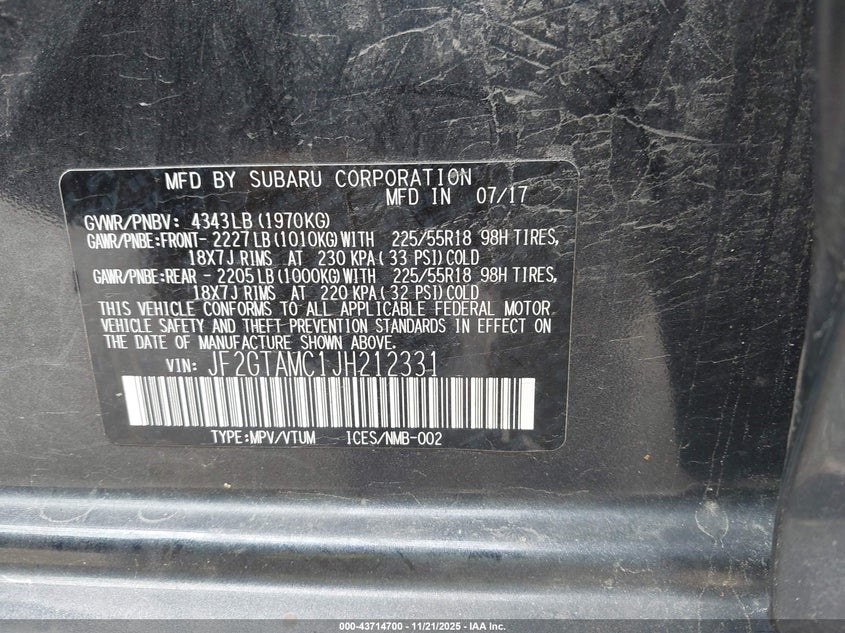 MFD BY SUBARU CORPORATION
MFD IN 07/17
GVWR/PNBV: 4343LB(1970KG)
GAWR/PNBE:FRONT- 2227LB(1010KG)WITH 225/55R18 98H TIRES,
18X7J RIMS AT 230 KPA( 33 PSI)COLD
GAWR/PNBE:REAR - 2205LB(1000KG)WITH 225/55R18 98H TIRES,
18X7J RIMS AT 220 KPA( 32 PSI)COLD
THIS VEHICLE CONFORMS TO ALL APPLICABLE FEDERAL MOTOR
VEHICLE SAFETY AND THEFT PREVENTION STANDARDS IN EFFECT ON
THE DATE OF MANUFACTURE SHOWN ABOVE.
VIN: JF2GTAMC1JH212331
TYPE:MPV/VTUM ICES/NMB-002
000-43714700 - 11/21/2025 - IAA Inc.